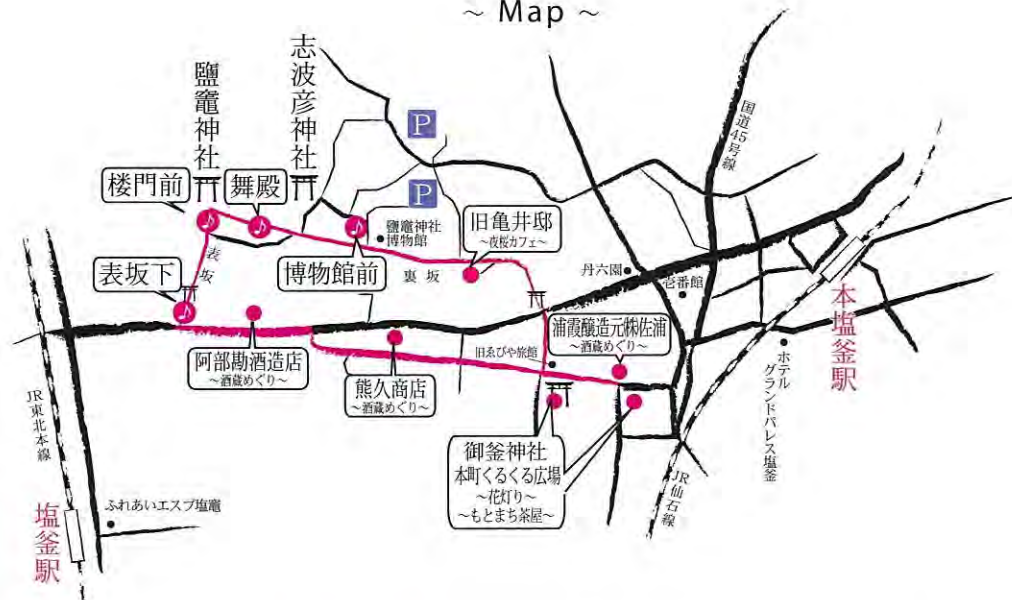 ～ Map ～
鹽竈神社
志波彦神社
国道45号線
P
P
楼門前
舞殿
鹽竈神社
博物館
旧亀井邸
～夜桜カフェ～
表坂下
表坂
博物館前
裏坂
丹六園
壱番館
本塩釜駅
浦霞醸造元㈱佐浦
～酒蔵めぐり～
阿部勘酒造店
～酒蔵めぐり～
旧ゑびや旅館
熊久商店
～酒蔵めぐり～
ホテル
グランドパレス塩釜
JR東北本線
御釜神社
本町くるくる広場
～花灯り～
～もとまち茶屋～
JR仙石線
塩釜駅
ふれあいエスプ塩竈